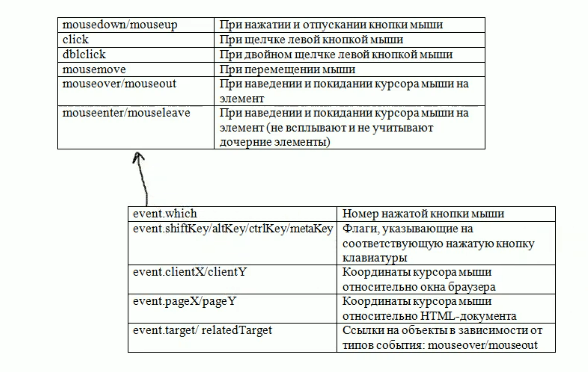 mousedown/mouseup При нажатии и отпускании кнопки мыши
click При щелчке левой кнопкой мыши
dblclick При двойном щелчке левой кнопкой мыши
mousemove При перемещении мыши
mouseover/mouseout При наведении и покидании курсора мыши на
элемент
mouseenter/mouseleave При наведении и покидании курсора мыши на
элемент (не всплывают и не учитывают
дочерние элементы)
event.which Номер нажатой кнопки мыши
event.shiftKey/altKey/ctrlKey/metaKey Флаги, указывающие на
соответствующую нажатую кнопку
клавиатуры
event.clientX/clientY Координаты курсора мыши
относительно окна браузера
event.pageX/pageY Координаты курсора мыши
относительно HTML-документа
event.target/ relatedTarget Ссылки на объекты в зависимости от
типов события: mouseover/mouseout